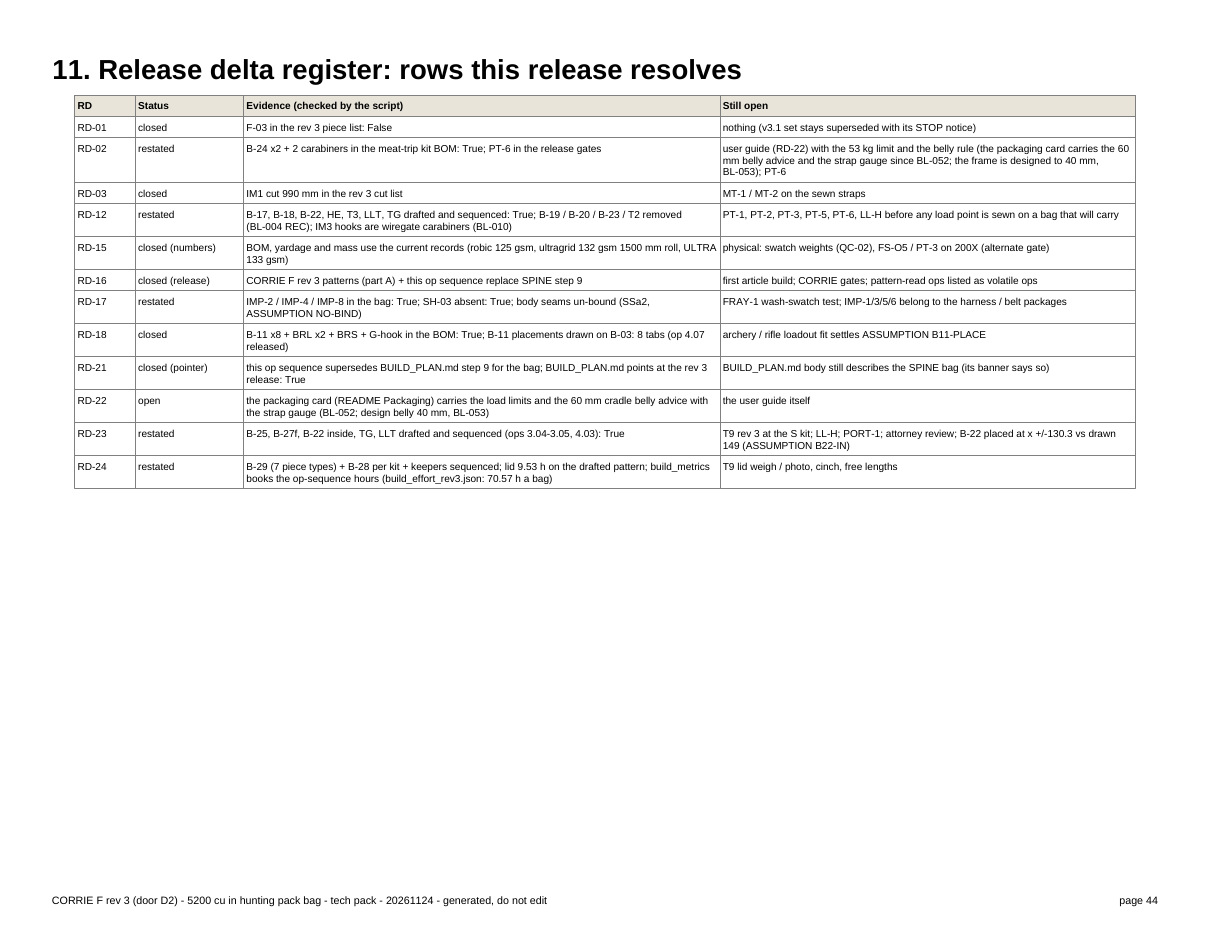 11. Release delta register: rows this release resolves
RD Status Evidence (checked by the script) Still open
RD-01 closed F-03 in the rev 3 piece list: False nothing (v3.1 set stays superseded with its STOP notice)
RD-02 restated B-24 x2 + 2 carabiners in the meat-trip kit BOM: True; PT-6 in the release gates user guide (RD-22) with the 53 kg limit and the belly rule (the packaging card carries the 60
mm belly advice and the strap gauge since BL-052; the frame is designed to 40 mm,
BL-053); PT-6
RD-03 closed IM1 cut 990 mm in the rev 3 cut list MT-1 / MT-2 on the sewn straps
RD-12 restated B-17, B-18, B-22, HE, T3, LLT, TG drafted and sequenced: True; B-19 / B-20 / B-23 / T2 removed PT-1, PT-2, PT-3, PT-5, PT-6, LL-H before any load point is sewn on a bag that will carry
(BL-004 REC); IM3 hooks are wiregate carabiners (BL-010)
RD-15 closed (numbers) BOM, yardage and mass use the current records (robic 125 gsm, ultragrid 132 gsm 1500 mm roll, ULTRA physical: swatch weights (QC-02), FS-O5 / PT-3 on 200X (alternate gate)
133 gsm)
RD-16 closed (release) CORRIE F rev 3 patterns (part A) + this op sequence replace SPINE step 9 first article build; CORRIE gates; pattern-read ops listed as volatile ops
RD-17 restated IMP-2 / IMP-4 / IMP-8 in the bag: True; SH-03 absent: True; body seams un-bound (SSa2, FRAY-1 wash-swatch test; IMP-1/3/5/6 belong to the harness / belt packages
ASSUMPTION NO-BIND)
RD-18 closed B-11 x8 + BRL x2 + BRS + G-hook in the BOM: True; B-11 placements drawn on B-03: 8 tabs (op 4.07 archery / rifle loadout fit settles ASSUMPTION B11-PLACE
released)
RD-21 closed (pointer) this op sequence supersedes BUILD_PLAN.md step 9 for the bag; BUILD_PLAN.md points at the rev 3 BUILD_PLAN.md body still describes the SPINE bag (its banner says so)
release: True
RD-22 open the packaging card (README Packaging) carries the load limits and the 60 mm cradle belly advice with the user guide itself
the strap gauge (BL-052; design belly 40 mm, BL-053)
RD-23 restated B-25, B-27f, B-22 inside, TG, LLT drafted and sequenced (ops 3.04-3.05, 4.03): True T9 rev 3 at the S kit; LL-H; PORT-1; attorney review; B-22 placed at x +/-130.3 vs drawn
149 (ASSUMPTION B22-IN)
RD-24 restated B-29 (7 piece types) + B-28 per kit + keepers sequenced; lid 9.53 h on the drafted pattern; build_metrics T9 lid weigh / photo, cinch, free lengths
books the op-sequence hours (build_effort_rev3.json: 70.57 h a bag)
CORRIE F rev 3 (door D2) - 5200 cu in hunting pack bag - tech pack - 20261124 - generated, do not edit page 44